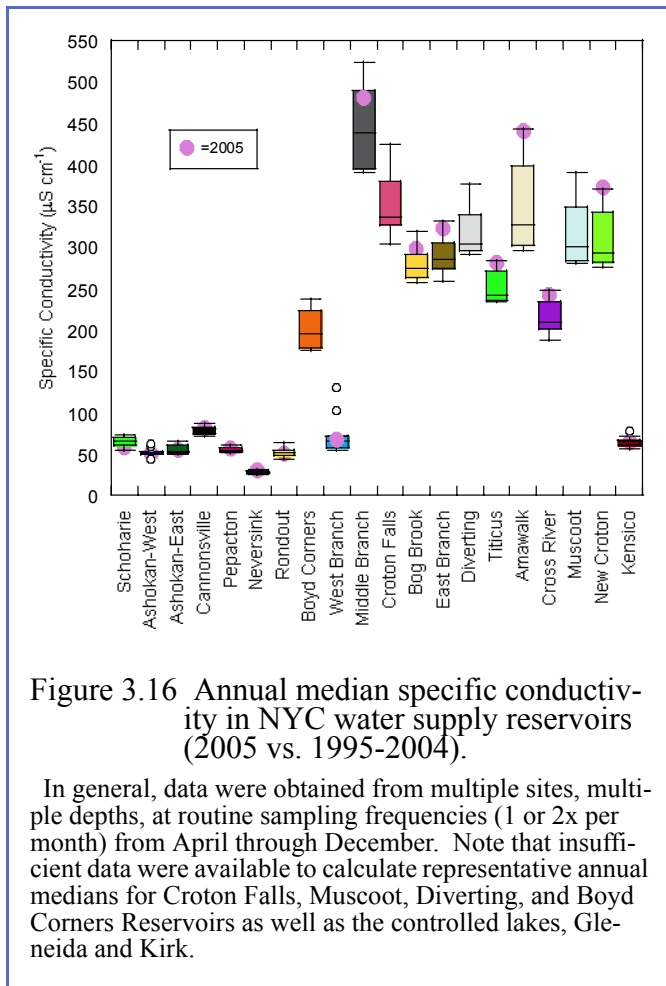 550
500
450
400
350
300
250
200
150
100
50
0
Specific Conductivity (µS cm⁻¹)
=2005
Schoharie
Ashokan-West
Ashokan-East
Cannonsville
Pepacton
Neversink
Rondout
Boyd Corners
West Branch
Middle Branch
Croton Falls
Bog Brook
East Branch
Diverting
Titicus
Amawalk
Cross River
Muscoot
New Croton
Kensico
Figure 3.16 Annual median specific conductiv-
ity in NYC water supply reservoirs
(2005 vs. 1995-2004).
In general, data were obtained from multiple sites, multi-
ple depths, at routine sampling frequencies (1 or 2x per
month) from April through December. Note that insuffi-
cient data were available to calculate representative annual
medians for Croton Falls, Muscoot, Diverting, and Boyd
Corners Reservoirs as well as the controlled lakes, Gle-
neida and Kirk.